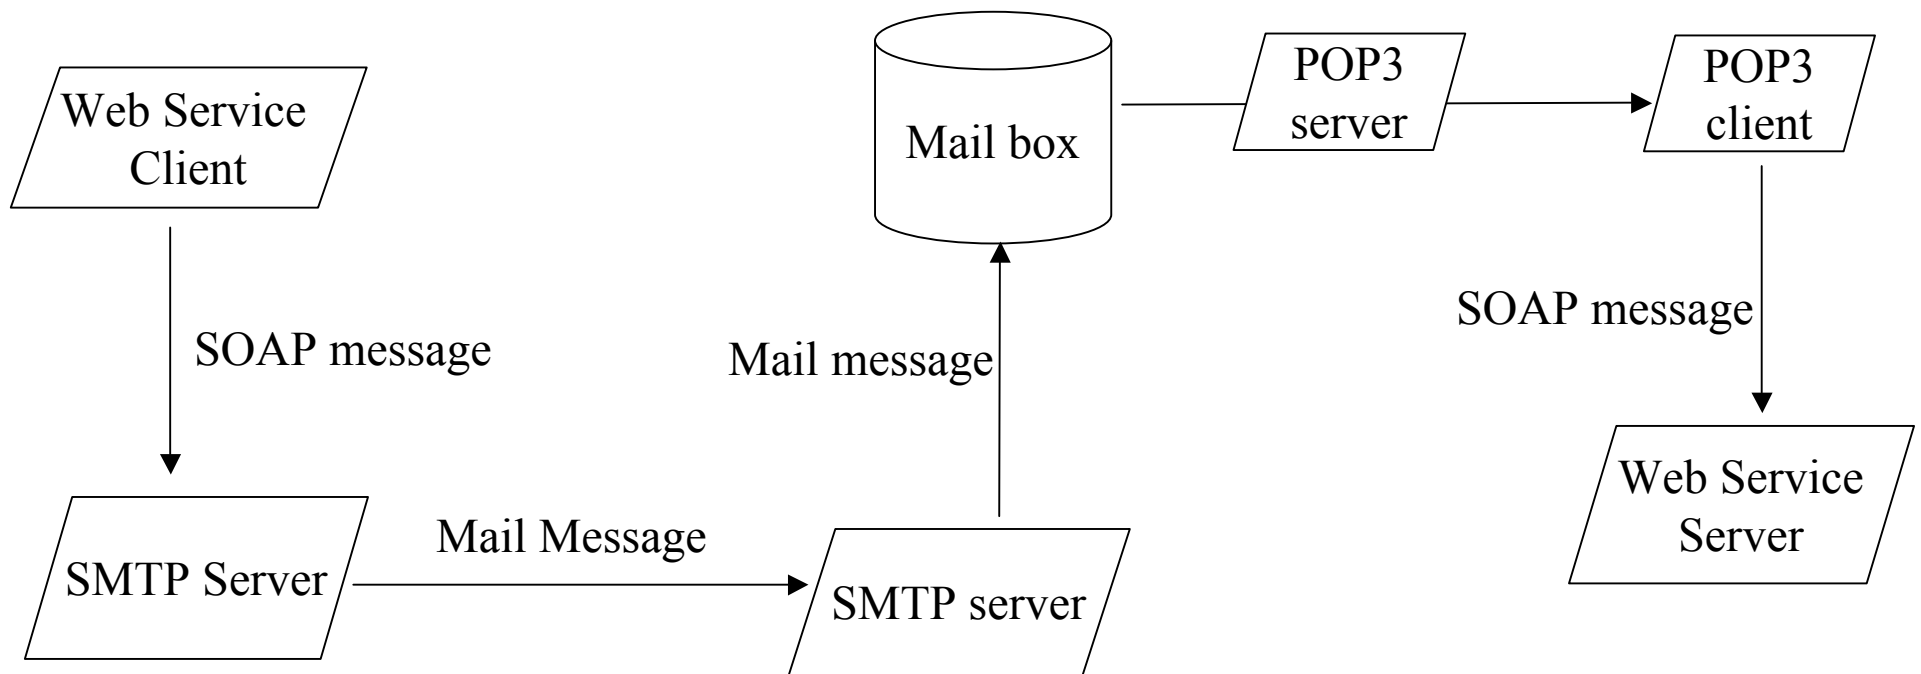 Web Service
Client
SOAP message
SMTP Server
Mail Message
SMTP server
Mail message
Mail box
POP3
server
POP3
client
SOAP message
Web Service
Server